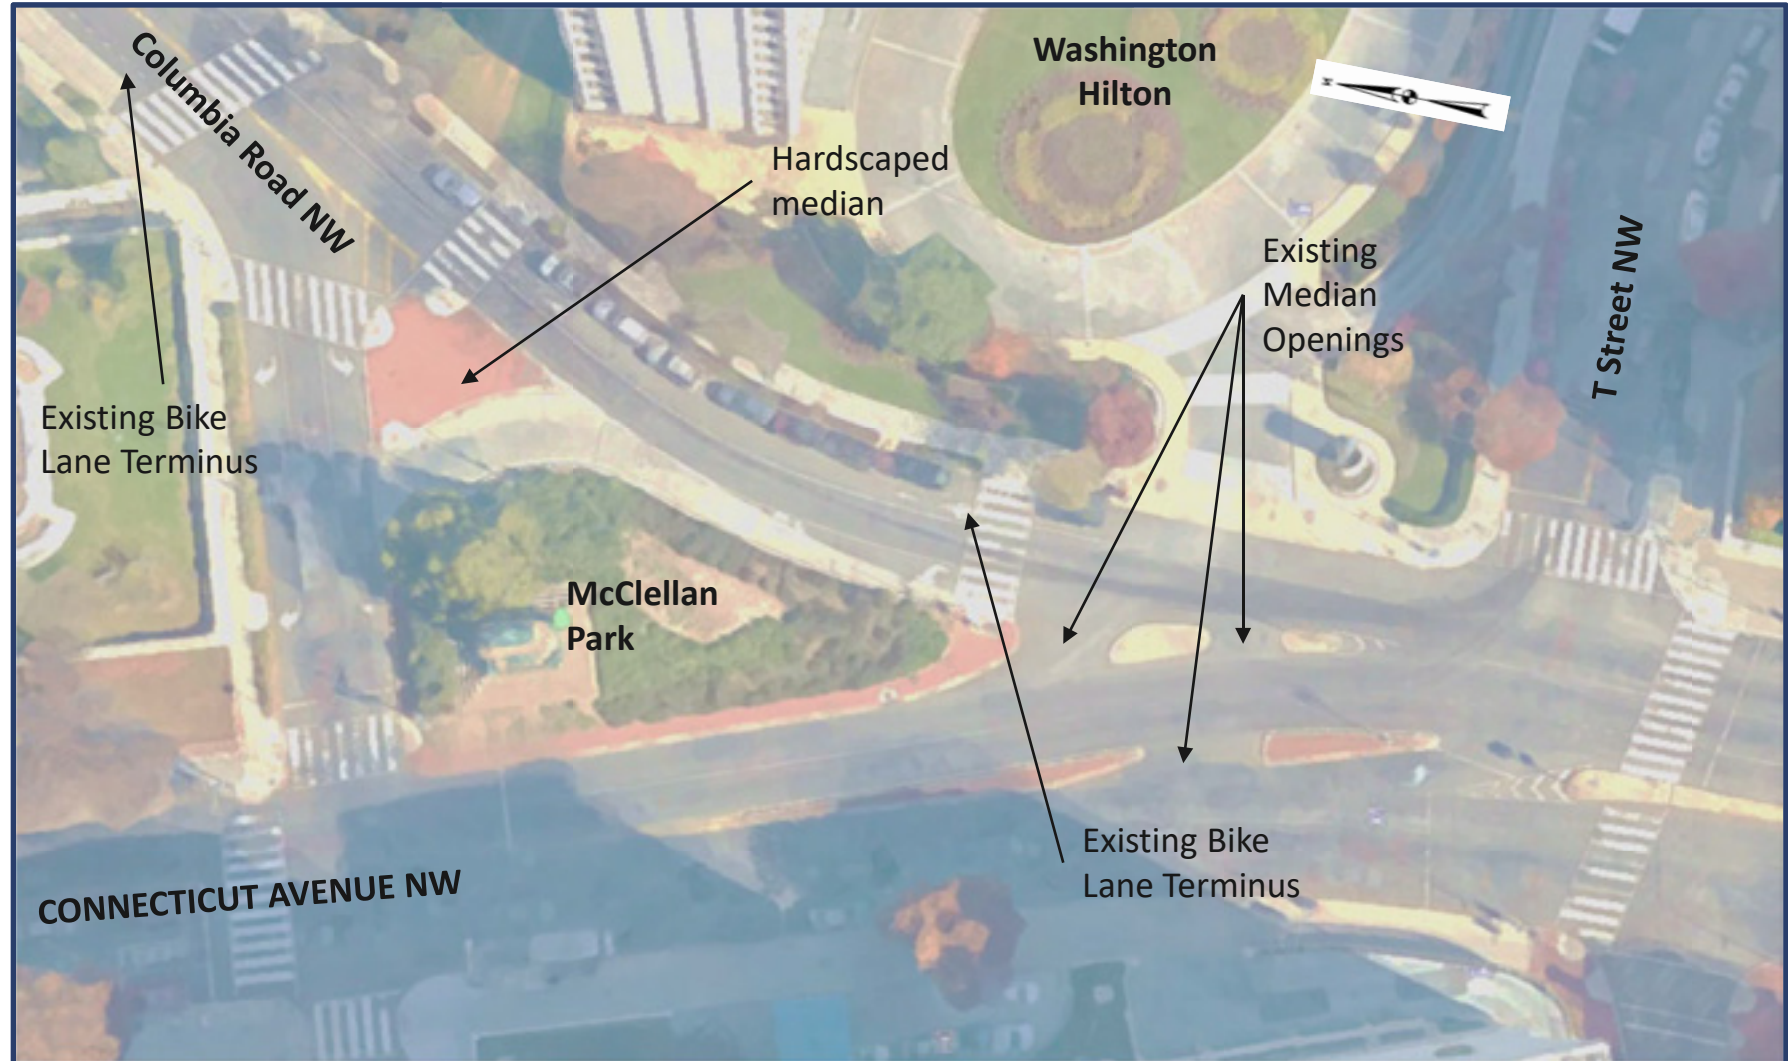 Columbia Road NW
Washington
Hilton
Hardscaped
median
Existing
Median
Openings
T Street NW
Existing Bike
Lane Terminus
McClellan
Park
Existing Bike
Lane Terminus
CONNECTICUT AVENUE NW